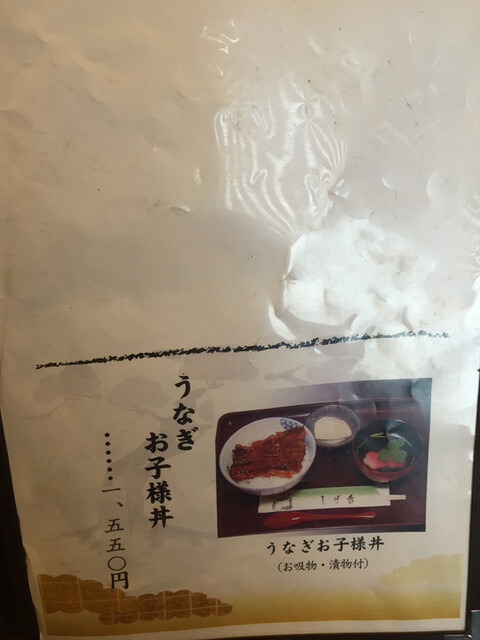 うなぎ
お子様丼
……一、五五〇円
うなぎお子様丼
(お吸物・漬物付)